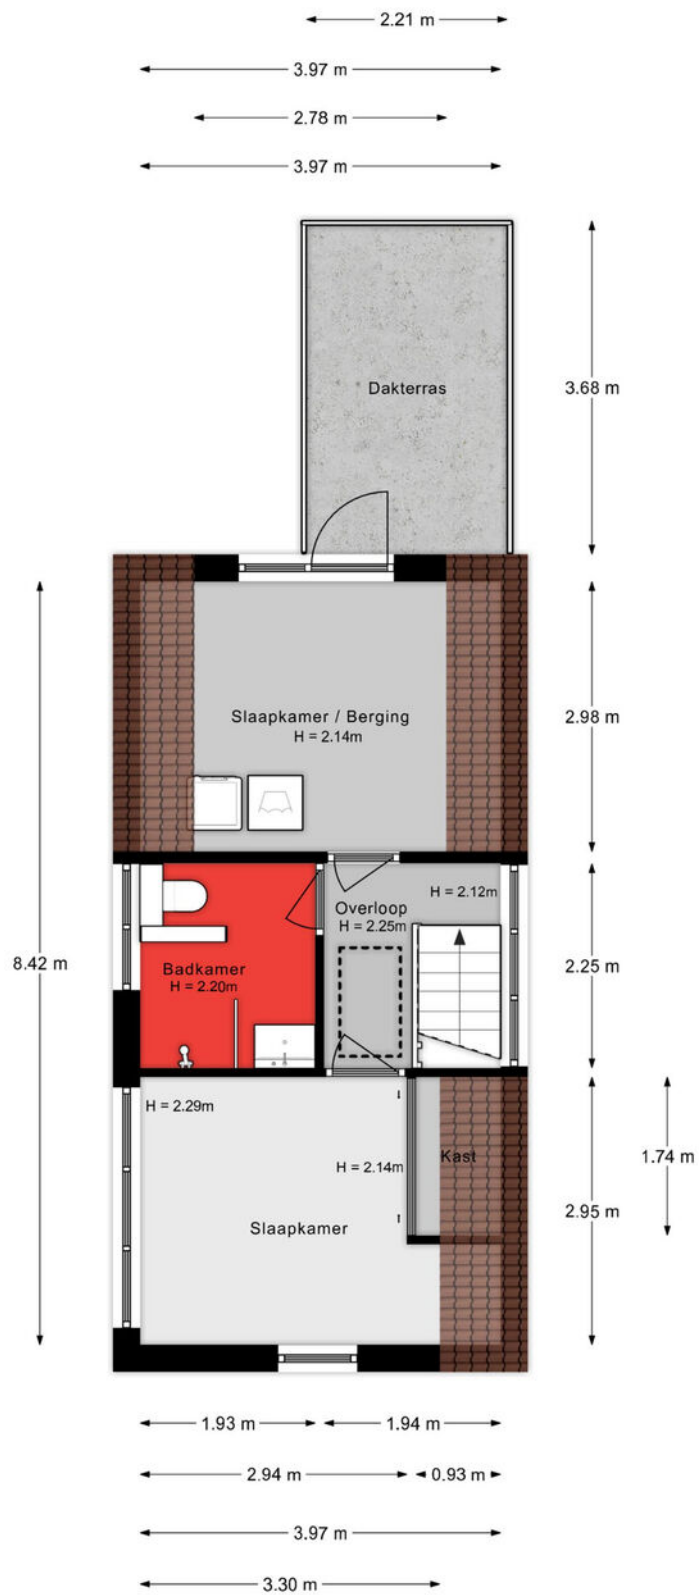 2.21 m
3.97 m
2.78 m
3.97 m
Dakterras
3.68 m
Slaapkamer / Berging
H = 2.14m
2.98 m
H = 2.12m
Overloop
H = 2.25m
8.42 m
Badkamer
H = 2.20m
2.25 m
H = 2.29m
Kast
1.74 m
H = 2.14m
2.95 m
Slaapkamer
1.93 m
1.94 m
2.94 m
0.93 m
3.97 m
3.30 m